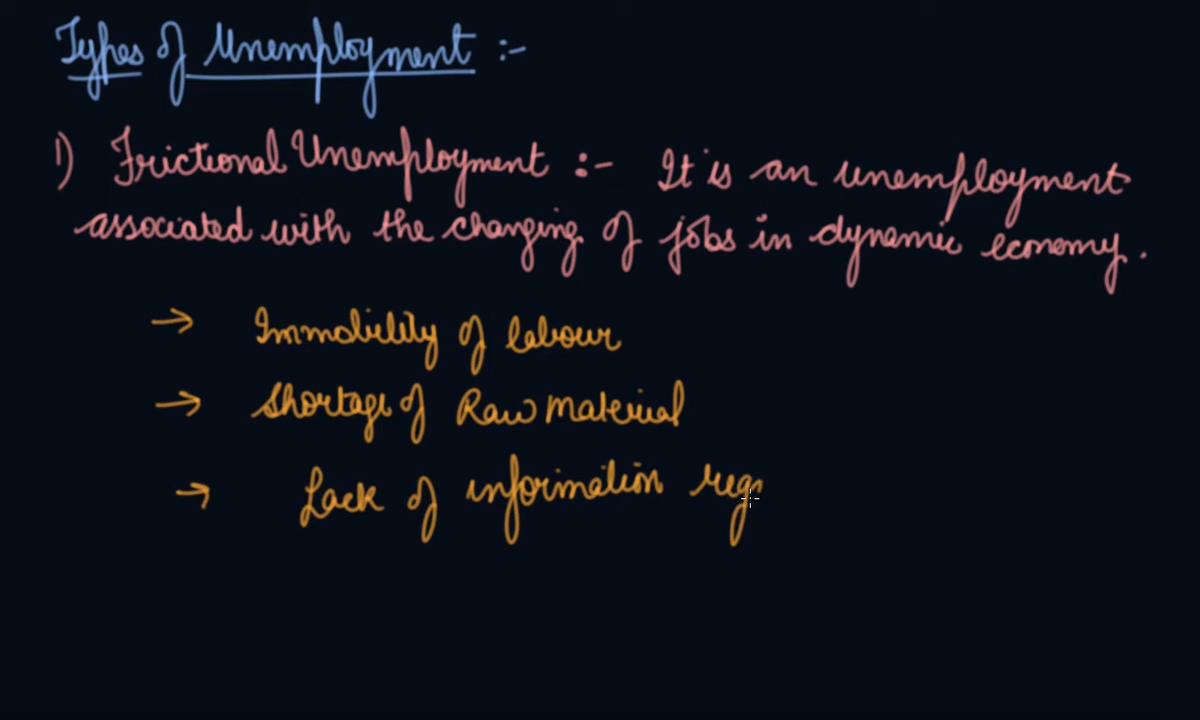 Types of Unemployment :-
1) Frictional Unemployment :- It is an unemployment
associated with the changing of jobs in dynamic economy.
→ Immobility of labour
→ Shortage of Raw Material
→ Lack of information reg